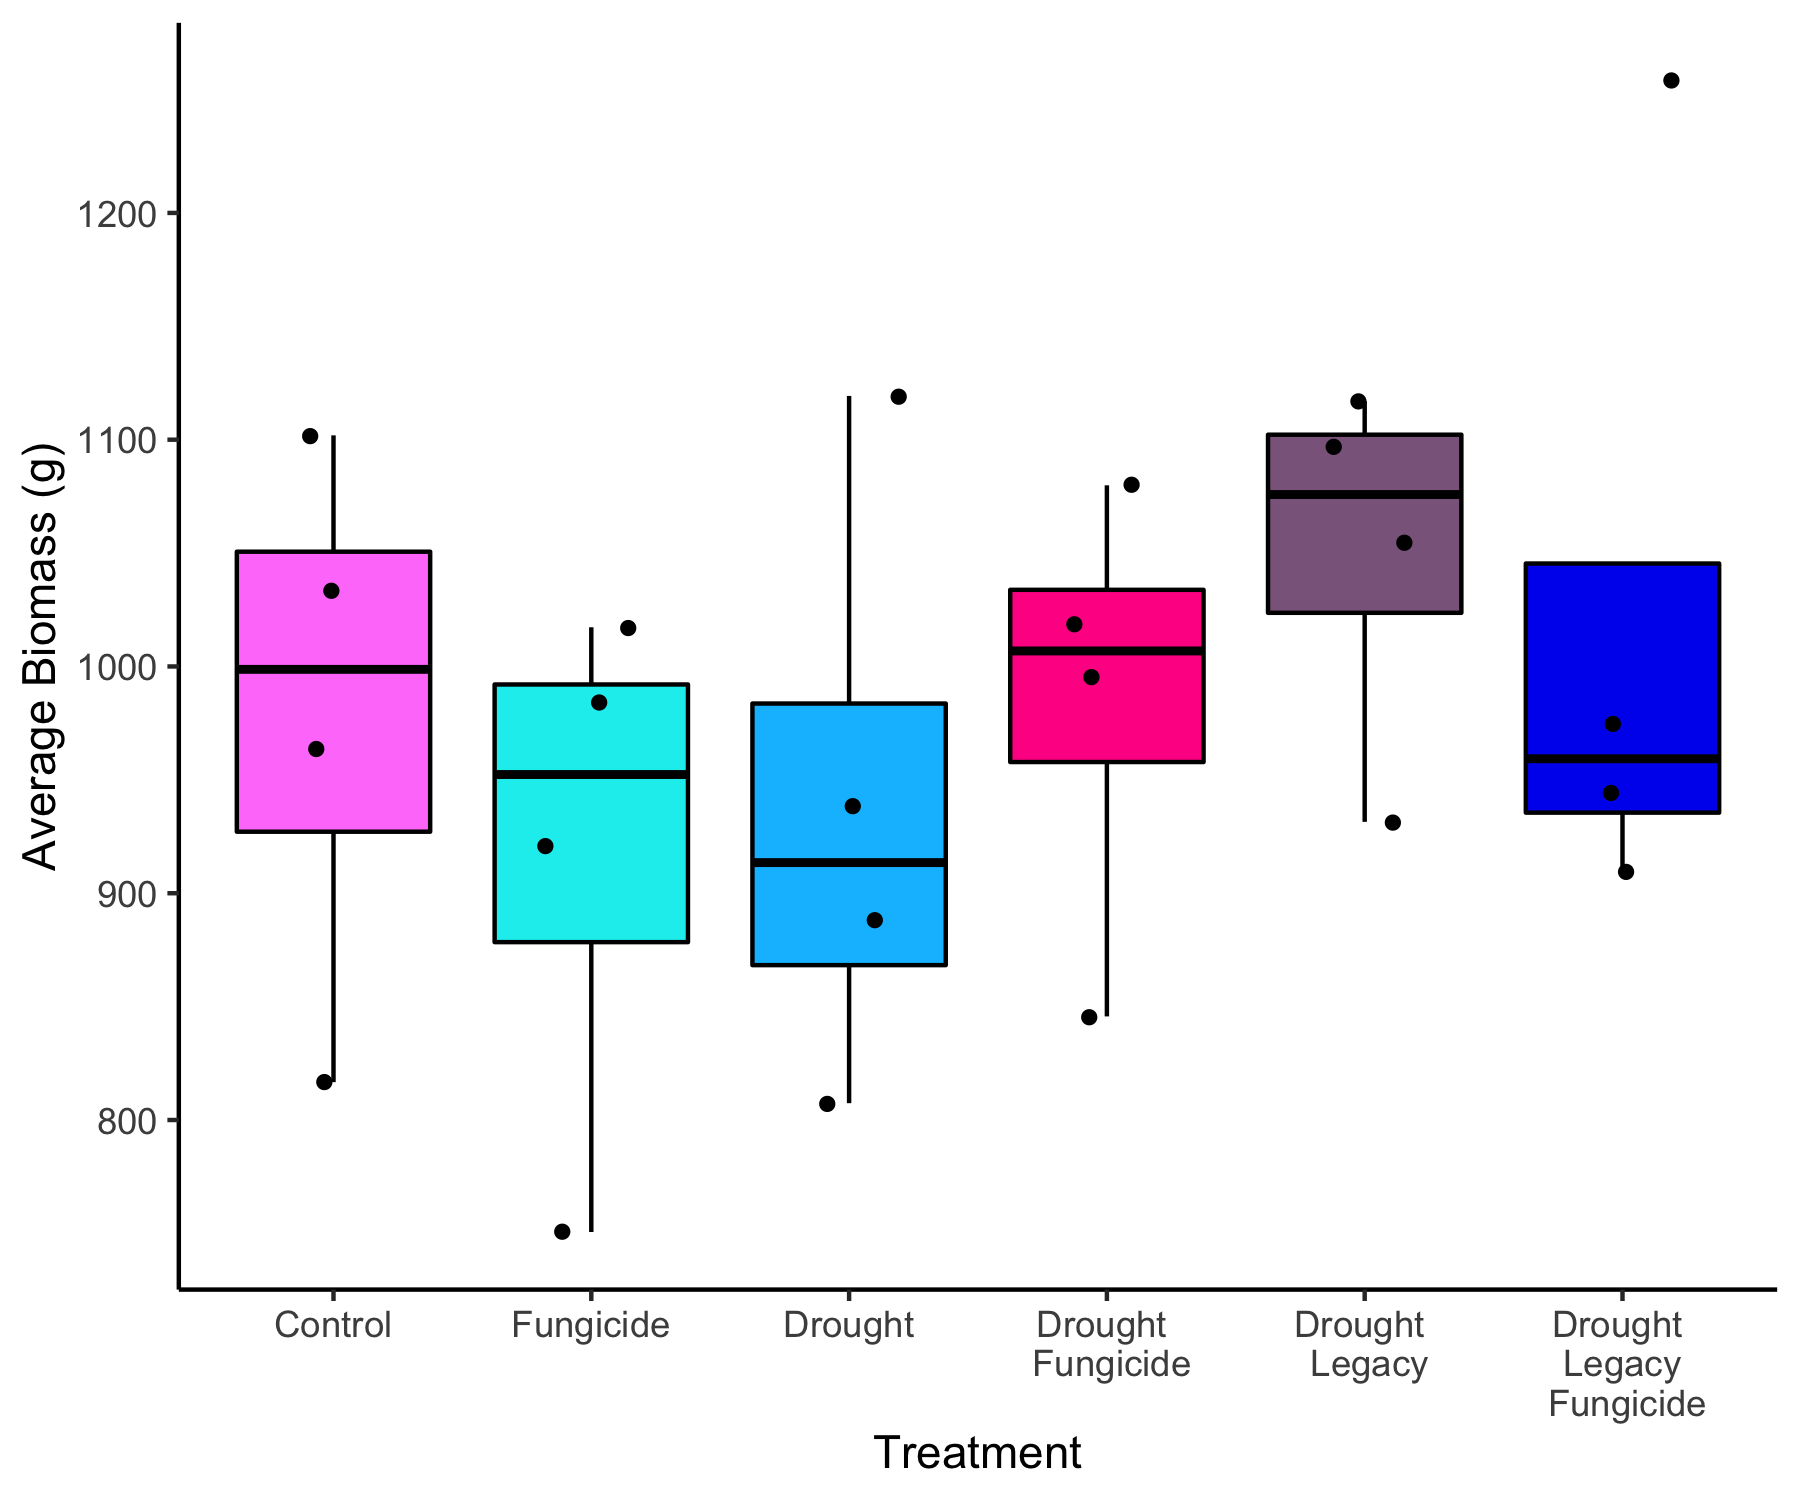 Average Biomass (g)
1200
1100
1000
900
800
Control
Fungicide
Drought
Drought
Fungicide
Drought
Legacy
Drought
Legacy
Fungicide
Treatment